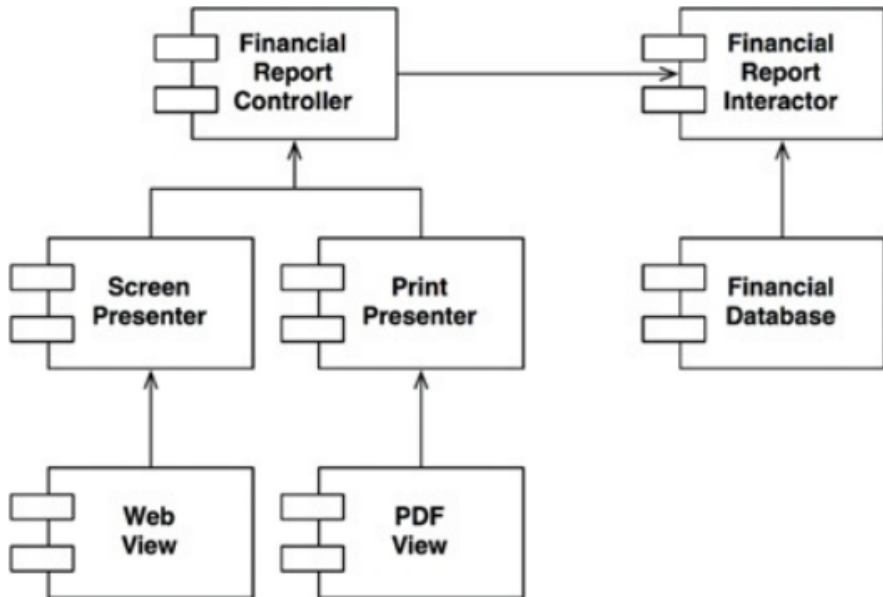 Financial
Report
Controller
Financial
Report
Interactor
Screen
Presenter
Print
Presenter
Financial
Database
Web
View
PDF
View